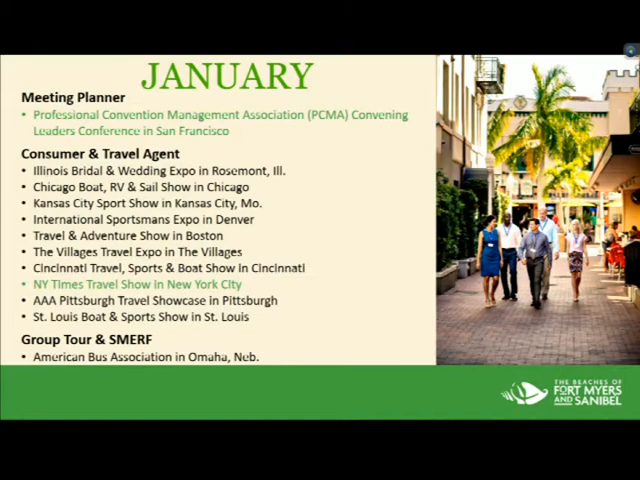 JANUARY
Meeting Planner
• Professional Convention Management Association (PCMA) Convening
Leaders Conference in San Francisco
Consumer & Travel Agent
• Illinois Bridal & Wedding Expo in Rosemont, Ill.
• Chicago Boat, RV & Sail Show in Chicago
• Kansas City Sport Show in Kansas City, Mo.
• International Sportsmans Expo in Denver
• Travel & Adventure Show in Boston
• The Villages Travel Expo in The Villages
• Cincinnati Travel, Sports & Boat Show in Cincinnati
• NY Times Travel Show in New York City
• AAA Pittsburgh Travel Showcase in Pittsburgh
• St. Louis Boat & Sports Show in St. Louis
Group Tour & SMERF
• American Bus Association in Omaha, Neb.
THE BEACHES OF
FORT MYERS
AND SANIBEL